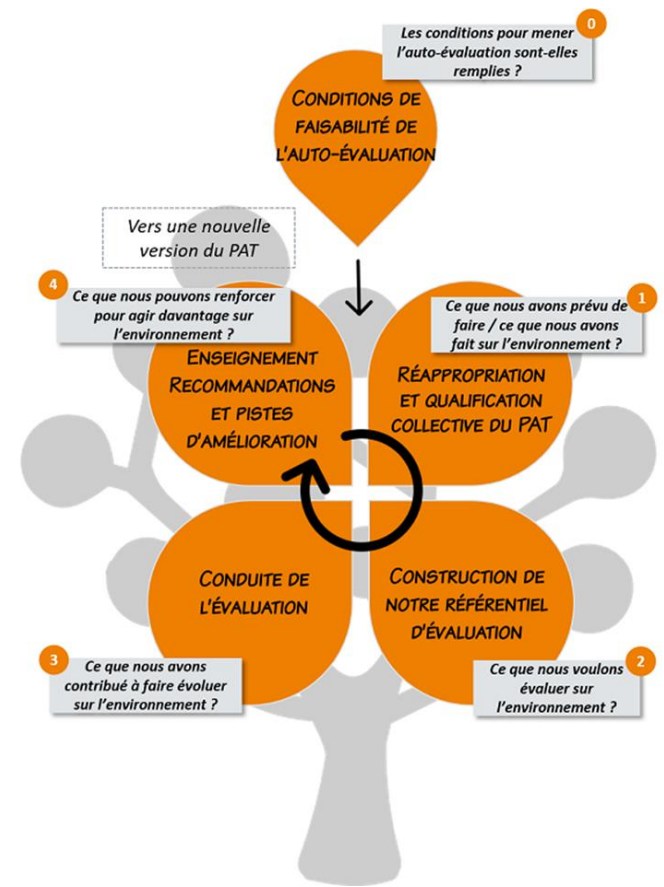 0
Les conditions pour mener
l'auto-évaluation sont-elles
remplies ?
CONDITIONS DE
FAISABILITÉ DE
L'AUTO-ÉVALUATION
Vers une nouvelle
version du PAT
4
Ce que nous pouvons renforcer
pour agir davantage sur
l'environnement ?
ENSEIGNEMENT
RECOMMANDATIONS
ET PISTES
D'AMÉLIORATION
1
Ce que nous avons prévu de
faire / ce que nous avons
fait sur l'environnement ?
RÉAPPROPRIATION
ET QUALIFICATION
COLLECTIVE DU PAT
CONDUITE DE
L'ÉVALUATION
3
Ce que nous avons
contribué à faire évoluer
sur l'environnement ?
CONSTRUCTION DE
NOTRE RÉFÉRENTIEL
D'ÉVALUATION
2
Ce que nous voulons
évaluer sur
l'environnement ?